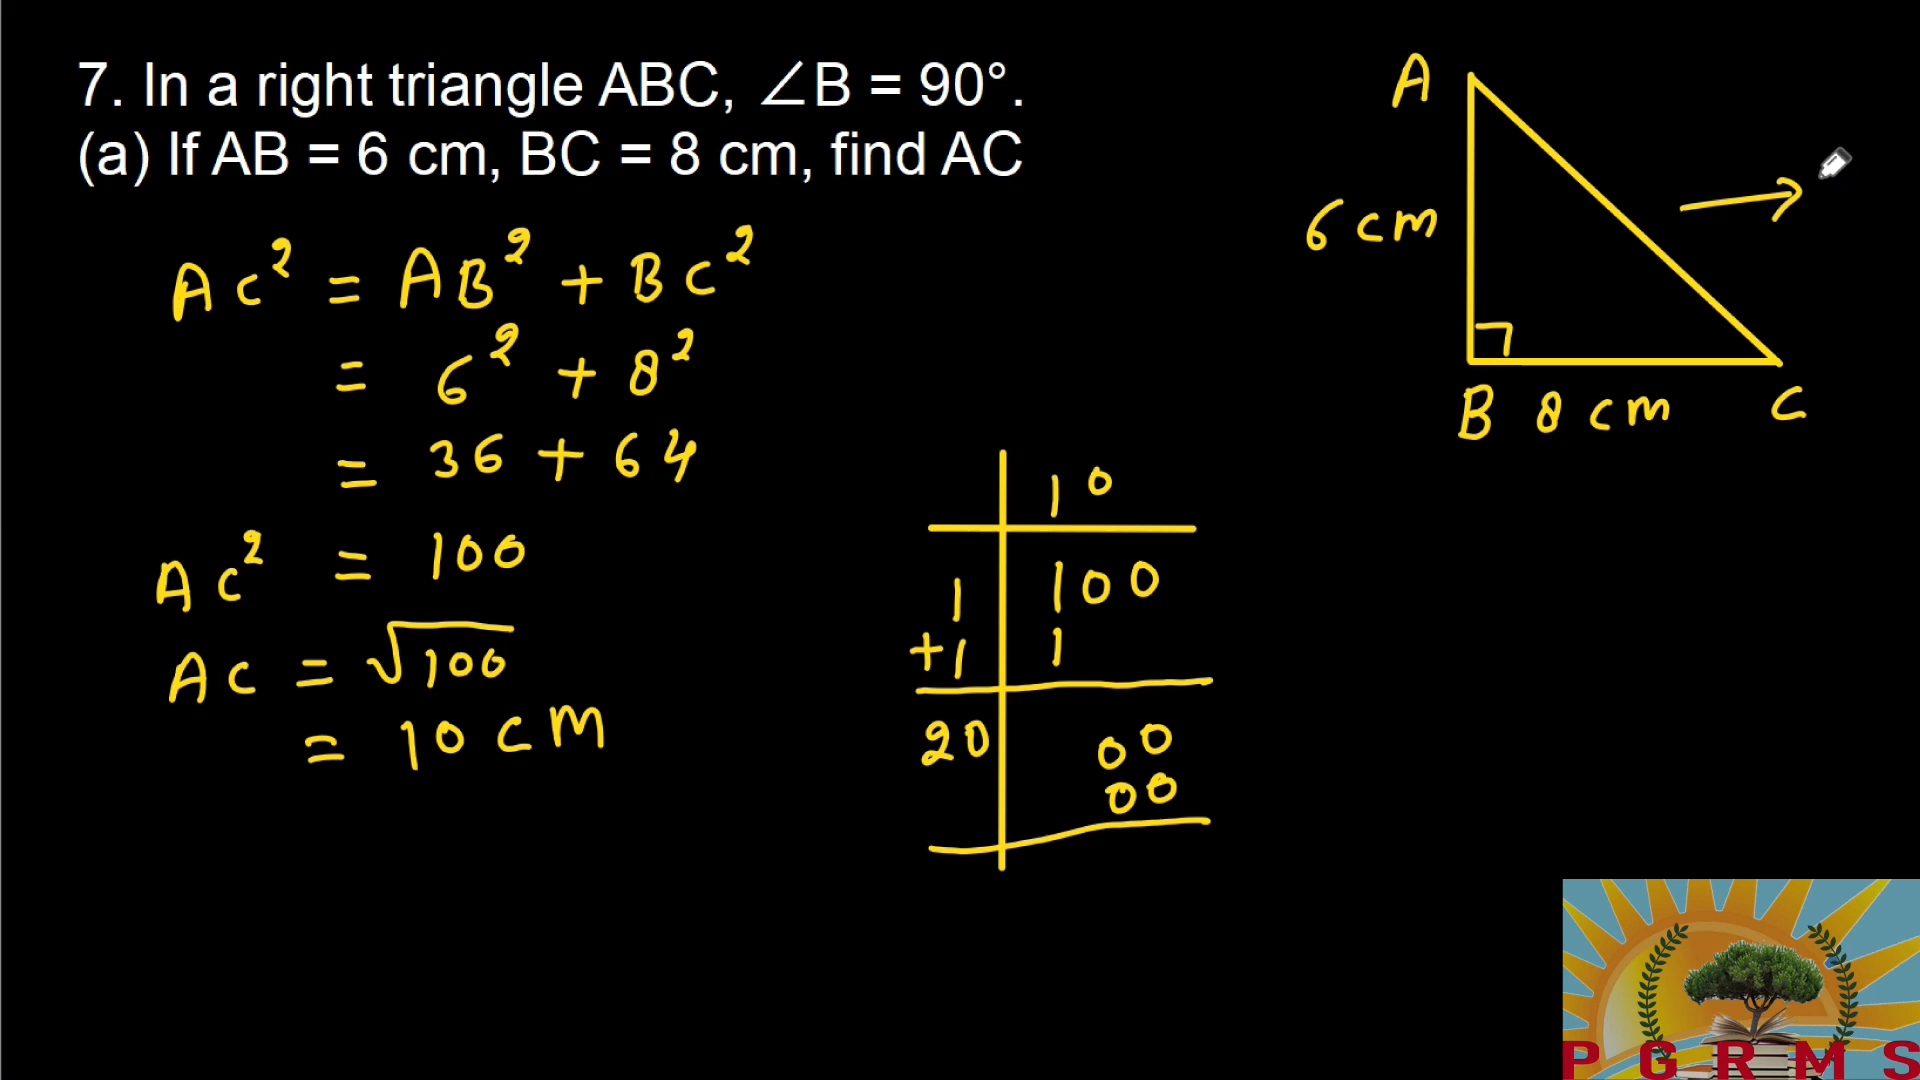 7. In a right triangle ABC, ∠B = 90°.
(a) If AB = 6 cm, BC = 8 cm, find AC
AC² = AB² + BC²
= 6² + 8²
= 36 + 64
AC² = 100
AC = √100
= 10 cm
10
1 100
+1 1
20 00
00
A
6 cm
B 8 cm C
P G R M S